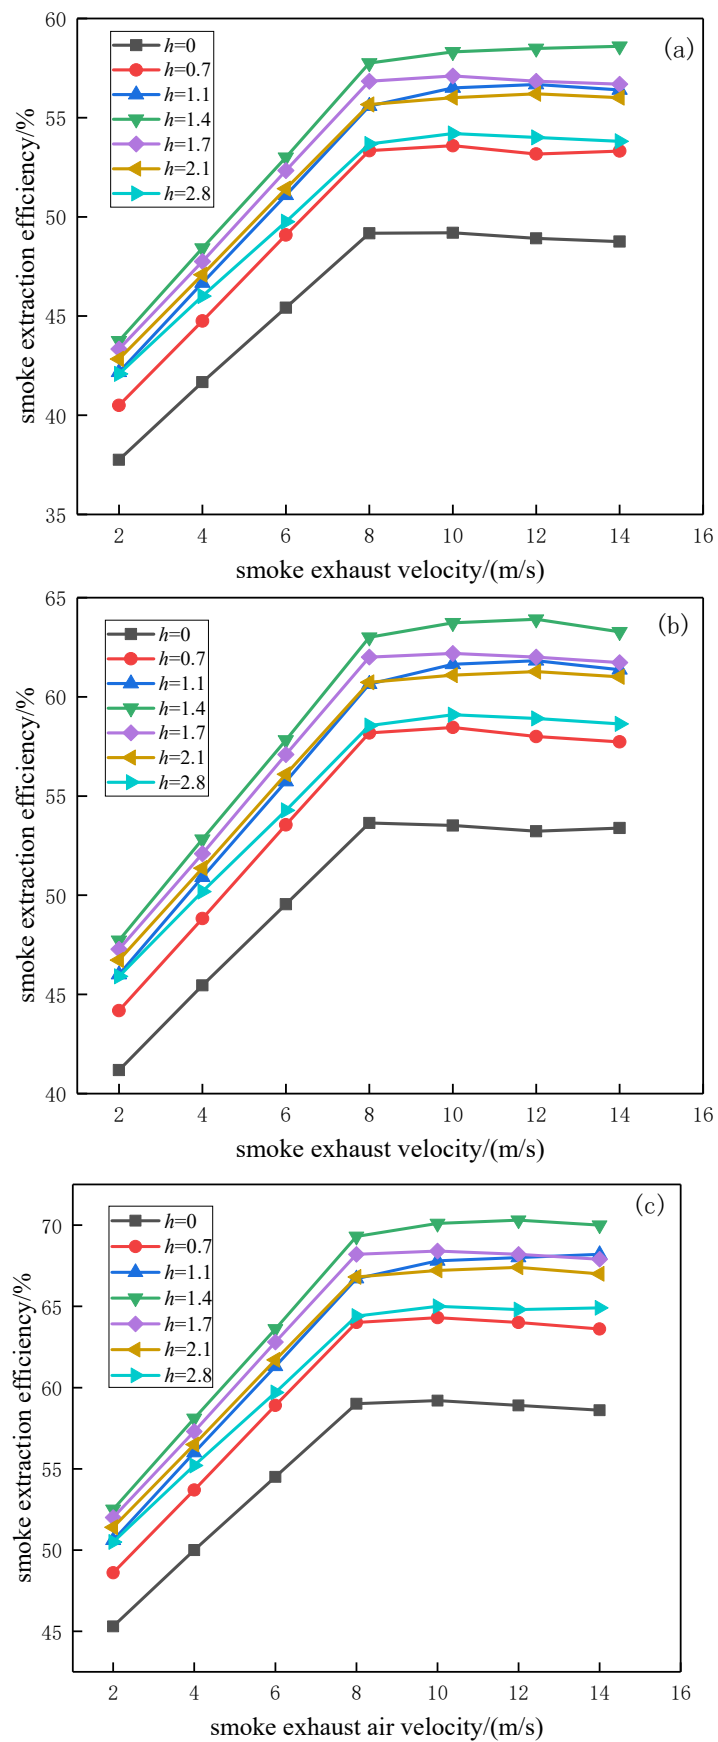 60
55
50
45
40
35
smoke extraction efficiency/%
(a)
h=0
h=0.7
h=1.1
h=1.4
h=1.7
h=2.1
h=2.8
2 4 6 8 10 12 14 16
smoke exhaust velocity/(m/s)
65
60
55
50
45
40
smoke extraction efficiency/%
(b)
h=0
h=0.7
h=1.1
h=1.4
h=1.7
h=2.1
h=2.8
2 4 6 8 10 12 14 16
smoke exhaust velocity/(m/s)
70
65
60
55
50
45
smoke extraction efficiency/%
(c)
h=0
h=0.7
h=1.1
h=1.4
h=1.7
h=2.1
h=2.8
2 4 6 8 10 12 14 16
smoke exhaust air velocity/(m/s)